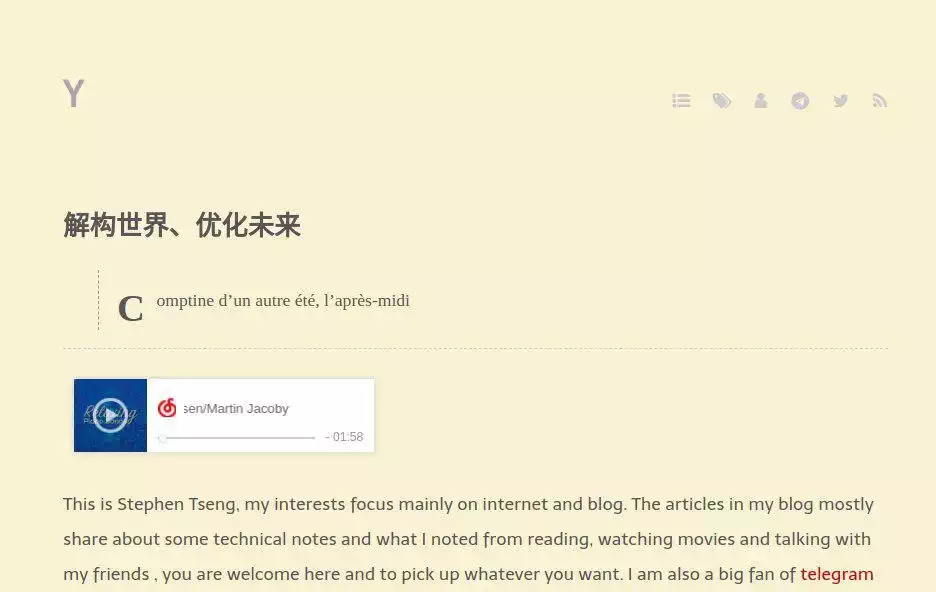 Y
解构世界、优化未来
Comptine d’un autre été, l’après-midi
Relaxing
sen/Martin Jacoby
- 01:58
This is Stephen Tseng, my interests focus mainly on internet and blog. The articles in my blog mostly
share about some technical notes and what I noted from reading, watching movies and talking with
my friends , you are welcome here and to pick up whatever you want. I am also a big fan of telegram